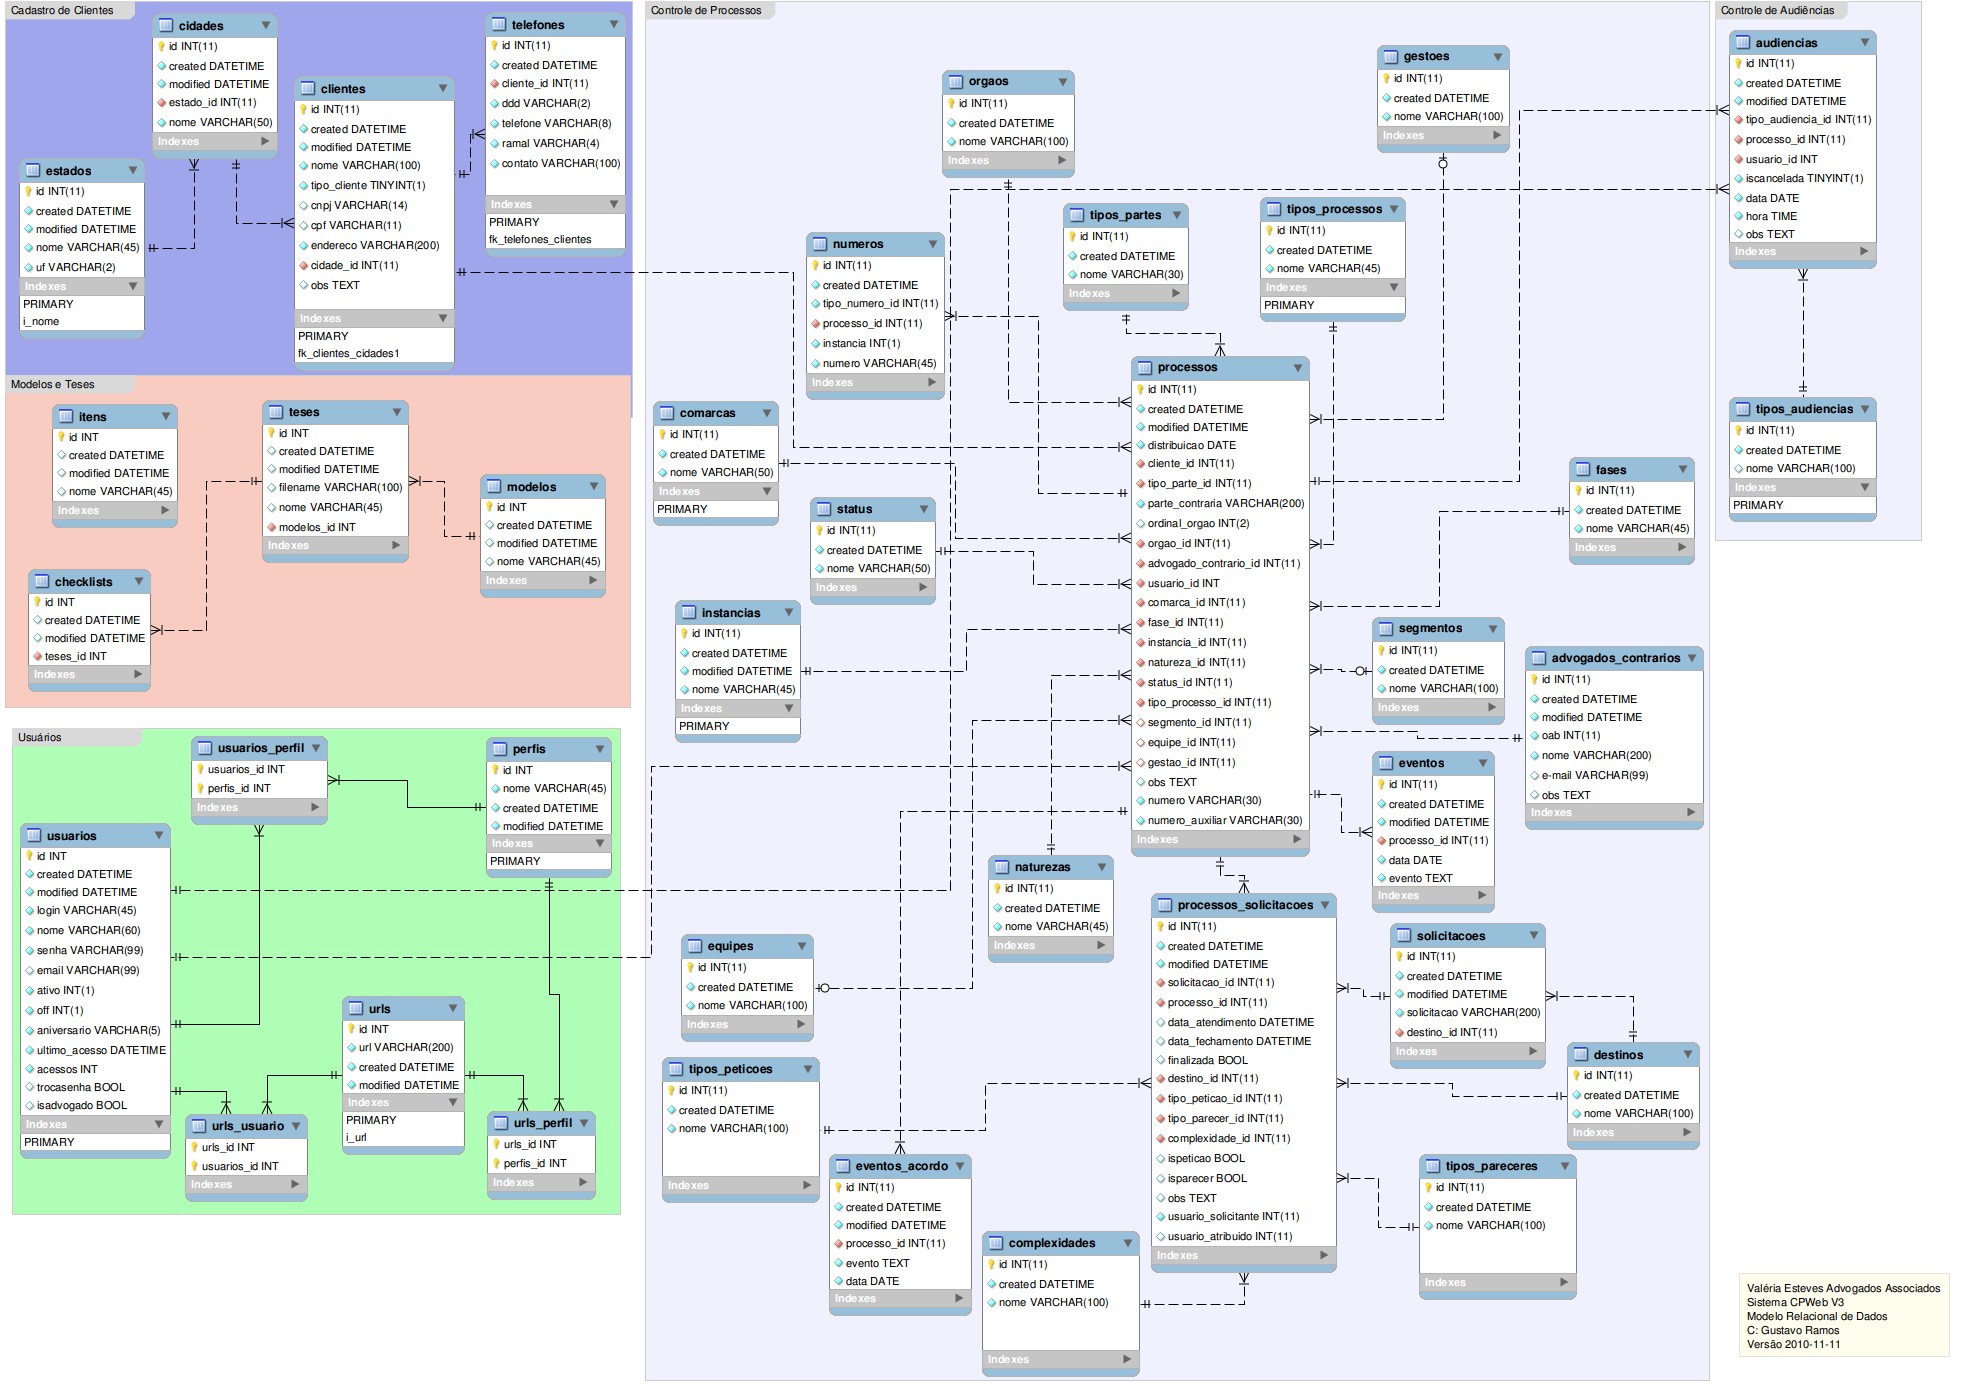 Cadastro de Clientes
cidades
id INT(11)
created DATETIME
modified DATETIME
estado_id INT(11)
nome VARCHAR(50)
Indexes
telefones
id INT(11)
created DATETIME
cliente_id INT(11)
ddd VARCHAR(2)
telefone VARCHAR(8)
ramal VARCHAR(4)
contato VARCHAR(100)
Indexes
PRIMARY
fk_telefones_clientes
clientes
id INT(11)
created DATETIME
modified DATETIME
nome VARCHAR(100)
tipo_cliente TINYINT(1)
cnpj VARCHAR(14)
cpf VARCHAR(11)
endereco VARCHAR(200)
cidade_id INT(11)
obs TEXT
Indexes
PRIMARY
fk_clientes_cidades1
estados
id INT(11)
created DATETIME
modified DATETIME
nome VARCHAR(45)
uf VARCHAR(2)
Indexes
PRIMARY
i_nome
Modelos e Teses
itens
id INT
created DATETIME
modified DATETIME
nome VARCHAR(45)
Indexes
teses
id INT
created DATETIME
modified DATETIME
filename VARCHAR(100)
nome VARCHAR(45)
modelos_id INT
Indexes
modelos
id INT
created DATETIME
modified DATETIME
nome VARCHAR(45)
Indexes
checklists
id INT
created DATETIME
modified DATETIME
teses_id INT
Indexes
Usuários
usuarios_perfil
usuarios_id INT
perfis_id INT
Indexes
perfis
id INT
nome VARCHAR(45)
created DATETIME
modified DATETIME
Indexes
PRIMARY
usuarios
id INT
created DATETIME
modified DATETIME
login VARCHAR(45)
nome VARCHAR(60)
senha VARCHAR(99)
email VARCHAR(99)
ativo INT(1)
off INT(1)
aniversario VARCHAR(5)
ultimo_acesso DATETIME
acessos INT
trocasenha BOOL
isadvogado BOOL
Indexes
PRIMARY
urls
id INT
url VARCHAR(200)
created DATETIME
modified DATETIME
Indexes
PRIMARY
i_url
urls_usuario
urls_id INT
usuarios_id INT
Indexes
urls_perfil
urls_id INT
perfis_id INT
Indexes
Controle de Processos
orgaos
id INT(11)
created DATETIME
nome VARCHAR(100)
Indexes
gestoes
id INT(11)
created DATETIME
nome VARCHAR(100)
Indexes
tipos_partes
id INT(11)
created DATETIME
nome VARCHAR(30)
Indexes
tipos_processos
id INT(11)
created DATETIME
nome VARCHAR(45)
Indexes
PRIMARY
numeros
id INT(11)
created DATETIME
tipo_numero_id INT(11)
processo_id INT(11)
instancia INT(1)
numero VARCHAR(45)
Indexes
comarcas
id INT(11)
created DATETIME
nome VARCHAR(50)
Indexes
PRIMARY
status
id INT(11)
created DATETIME
nome VARCHAR(50)
Indexes
instancias
id INT(11)
created DATETIME
modified DATETIME
nome VARCHAR(45)
Indexes
PRIMARY
processos
id INT(11)
created DATETIME
modified DATETIME
distribuicao DATE
cliente_id INT(11)
tipo_parte_id INT(11)
parte_contraria VARCHAR(200)
ordinal_orgao INT(2)
orgao_id INT(11)
advogado_contrario_id INT(11)
usuario_id INT
comarca_id INT(11)
fase_id INT(11)
instancia_id INT(11)
natureza_id INT(11)
status_id INT(11)
tipo_processo_id INT(11)
segmento_id INT(11)
equipe_id INT(11)
gestao_id INT(11)
obs TEXT
numero VARCHAR(30)
numero_auxiliar VARCHAR(30)
Indexes
fases
id INT(11)
created DATETIME
nome VARCHAR(45)
Indexes
segmentos
id INT(11)
created DATETIME
nome VARCHAR(100)
Indexes
advogados_contrarios
id INT(11)
created DATETIME
modified DATETIME
oab INT(11)
nome VARCHAR(200)
e-mail VARCHAR(99)
obs TEXT
Indexes
eventos
id INT(11)
created DATETIME
modified DATETIME
processo_id INT(11)
data DATE
evento TEXT
Indexes
naturezas
id INT(11)
created DATETIME
nome VARCHAR(45)
Indexes
equipes
id INT(11)
created DATETIME
nome VARCHAR(100)
Indexes
processos_solicitacoes
id INT(11)
created DATETIME
modified DATETIME
solicitacao_id INT(11)
processo_id INT(11)
data_atendimento DATETIME
data_fechamento DATETIME
finalizada BOOL
destino_id INT(11)
tipo_peticao_id INT(11)
tipo_parecer_id INT(11)
complexidade_id INT(11)
ispeticao BOOL
isparecer BOOL
obs TEXT
usuario_solicitante INT(11)
usuario_atribuido INT(11)
Indexes
solicitacoes
id INT(11)
created DATETIME
modified DATETIME
solicitacao VARCHAR(200)
destino_id INT(11)
Indexes
destinos
id INT(11)
created DATETIME
nome VARCHAR(100)
Indexes
tipos_peticoes
id INT(11)
created DATETIME
nome VARCHAR(100)
Indexes
eventos_acordo
id INT(11)
created DATETIME
modified DATETIME
processo_id INT(11)
evento TEXT
data DATE
Indexes
complexidades
id INT(11)
created DATETIME
nome VARCHAR(100)
Indexes
tipos_pareceres
id INT(11)
created DATETIME
nome VARCHAR(100)
Indexes
Controle de Audiências
audiencias
id INT(11)
created DATETIME
modified DATETIME
tipo_audiencia_id INT(11)
processo_id INT(11)
usuario_id INT
iscancelada TINYINT(1)
data DATE
hora TIME
obs TEXT
Indexes
tipos_audiencias
id INT(11)
created DATETIME
nome VARCHAR(100)
Indexes
PRIMARY
Valéria Esteves Advogados Associados
Sistema CPWeb V3
Modelo Relacional de Dados
C: Gustavo Ramos
Versão 2010-11-11